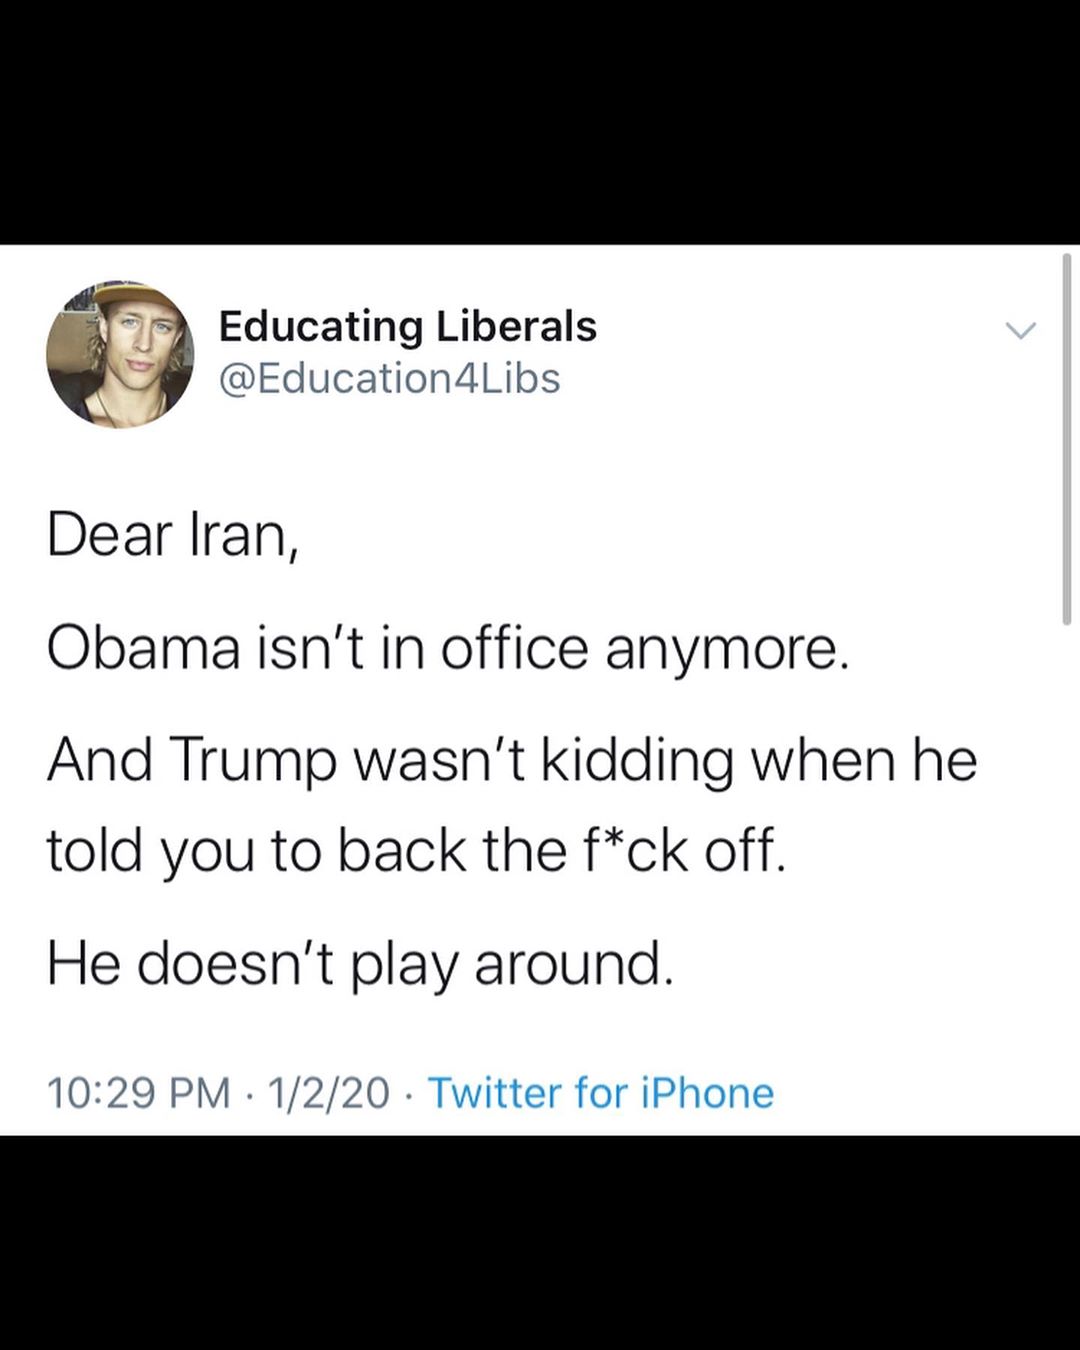 Educating Liberals
@Education4Libs
Dear Iran,
Obama isn’t in office anymore.
And Trump wasn’t kidding when he
told you to back the f*ck off.
He doesn’t play around.
10:29 PM · 1/2/20 · Twitter for iPhone